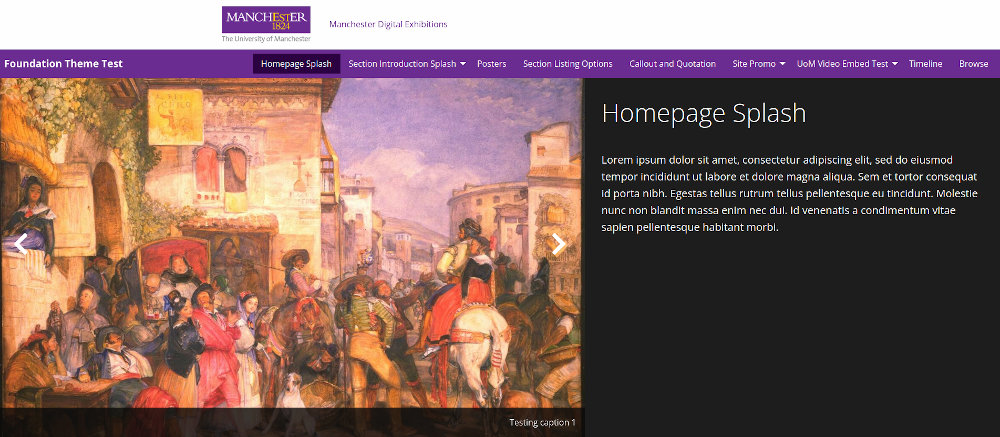 MANCHESTER
1824
The University of Manchester
Manchester Digital Exhibitions
Foundation Theme Test
Homepage Splash
Section Introduction Splash
Posters
Section Listing Options
Callout and Quotation
Site Promo
UoM Video Embed Test
Timeline
Browse
Homepage Splash
Lorem ipsum dolor sit amet, consectetur adipiscing elit, sed do eiusmod
tempor incididunt ut labore et dolore magna aliqua. Sem et tortor consequat
id porta nibh. Egestas tellus rutrum tellus pellentesque eu tincidunt. Molestie
nunc non blandit massa enim nec dui. Id venenatis a condimentum vitae
sapien pellentesque habitant morbi.
Testing caption 1